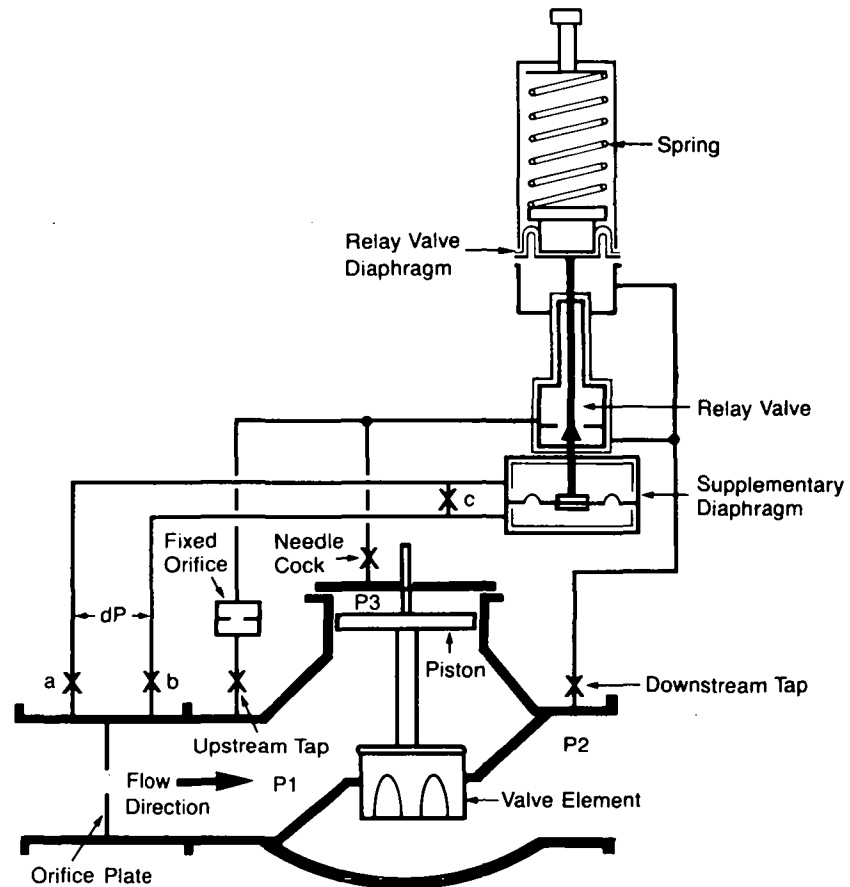 Spring
Relay Valve
Diaphragm
Relay Valve
Supplementary
Diaphragm
c
Fixed
Orifice
Needle
Cock
P3
dP
Piston
a
b
Downstream Tap
Upstream Tap
P2
Flow
Direction
P1
Valve Element
Orifice Plate